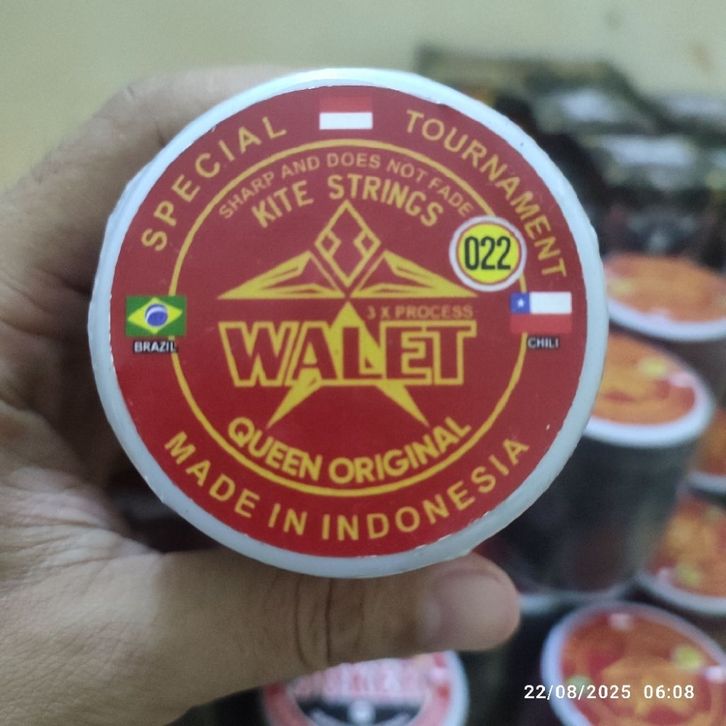 SPECIAL TOURNAMENT
SHARP AND DOES NOT FADE
KITE STRINGS
022
3 X PROCESS
WALET
BRAZIL
CHILI
QUEEN ORIGINAL
MADE IN INDONESIA
22/08/2025 06:08